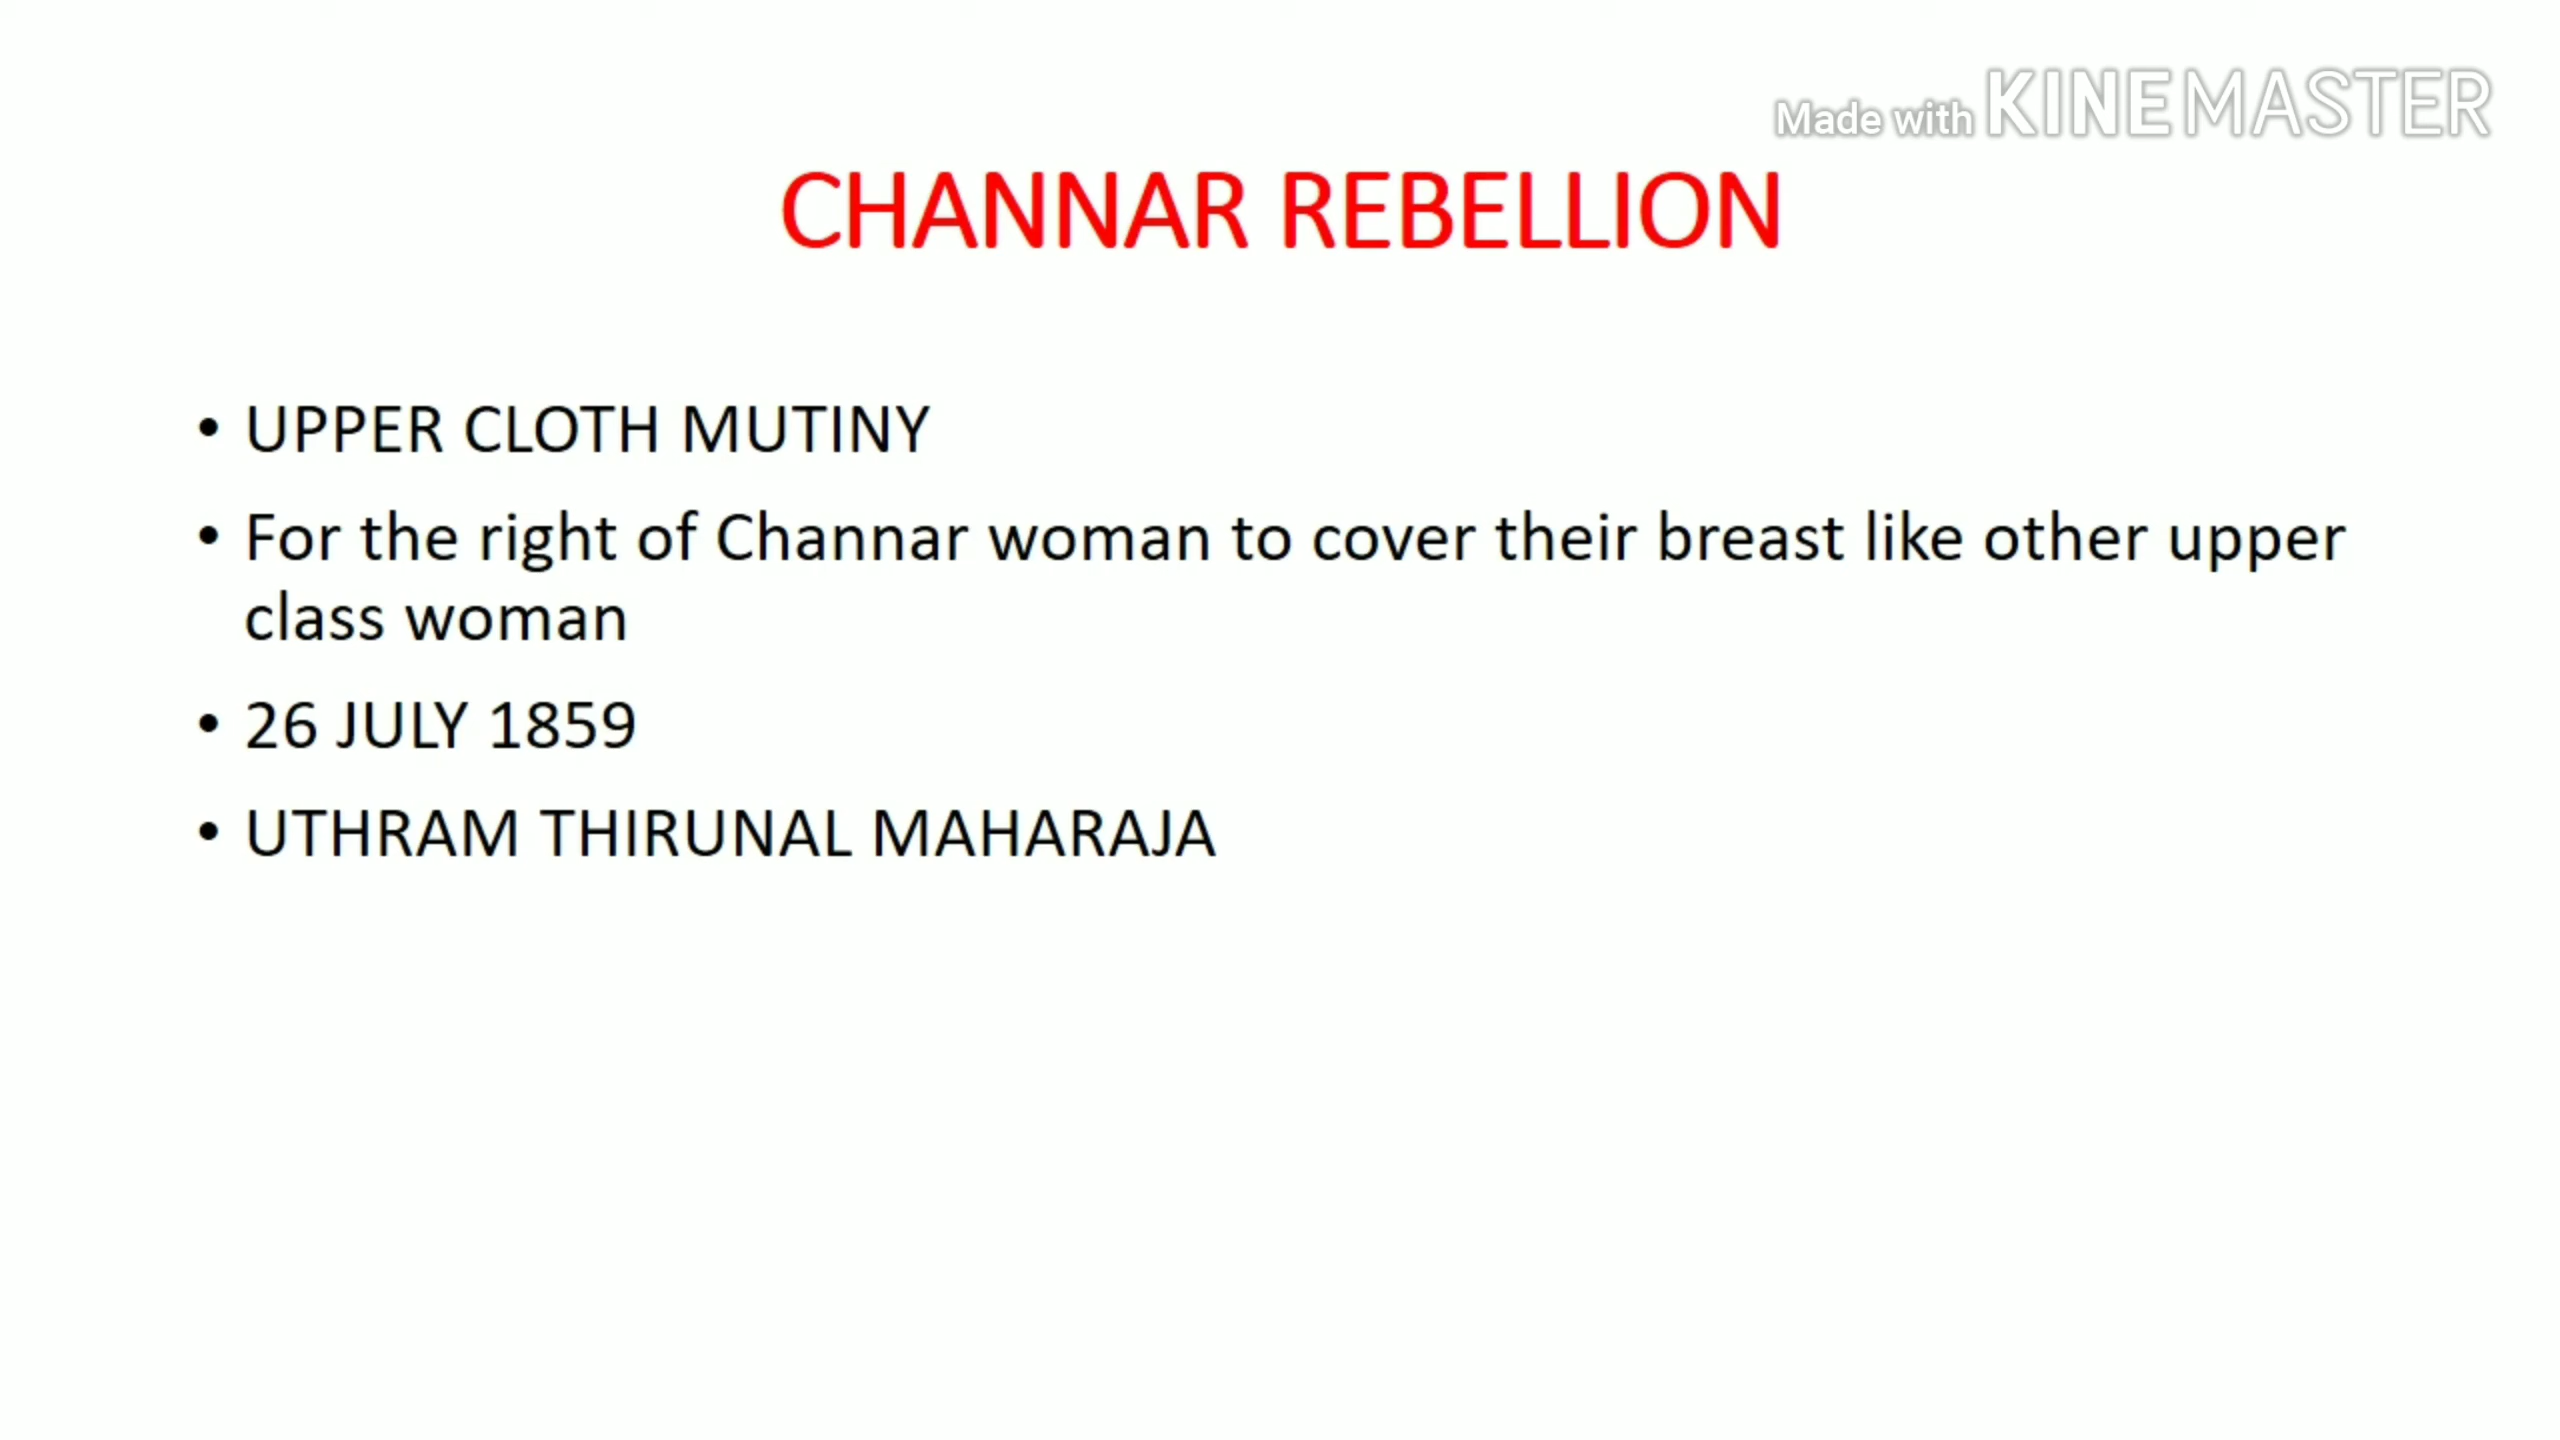 Made with KINEMASTER
CHANNAR REBELLION
• UPPER CLOTH MUTINY
• For the right of Channar woman to cover their breast like other upper
class woman
• 26 JULY 1859
• UTHRAM THIRUNAL MAHARAJA